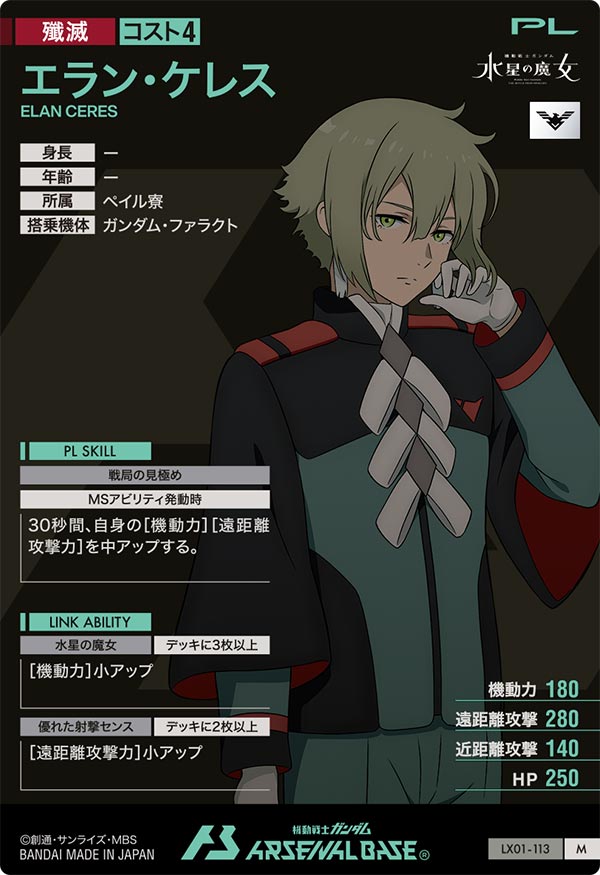 殲滅 コスト4
PL
エラン・ケレス
ELAN CERES
機動戦士ガンダム
水星の魔女
身長 ー
年齢 ー
所属 ペイル寮
搭乗機体 ガンダム・ファラクト
PL SKILL
戦局の見極め
MSアビリティ発動時
30秒間、自身の[機動力][遠距離
攻撃力]を中アップする。
LINK ABILITY
水星の魔女 デッキに3枚以上
[機動力]小アップ
優れた射撃センス デッキに2枚以上
[遠距離攻撃力]小アップ
機動力 180
遠距離攻撃 280
近距離攻撃 140
HP 250
©創通・サンライズ・MBS
BANDAI MADE IN JAPAN
AB
機動戦士ガンダム
ARSENAL BASE®
LX01-113 M